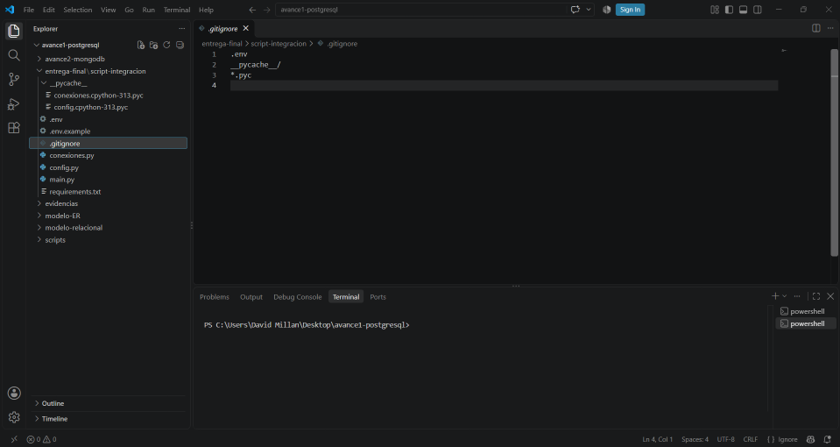 File Edit Selection View Go Run Terminal Help
avance1-postgresql
Sign In
Explorer
avance1-postgresql
avance2-mongodb
entrega-final \ script-integracion
__pycache__
conexiones.cpython-313.pyc
config.cpython-313.pyc
.env
.env.example
.gitignore
conexiones.py
config.py
main.py
requirements.txt
evidencias
modelo-ER
modelo-relacional
scripts
Outline
Timeline
.gitignore
entrega-final > script-integracion > .gitignore
1 .env
2 __pycache__/
3 *.pyc
4
Problems Output Debug Console Terminal Ports
PS C:\Users\David Millan\Desktop\avance1-postgresql>
powershell
powershell
0 0
Ln 4, Col 1 Spaces: 4 UTF-8 CRLF { } Ignore